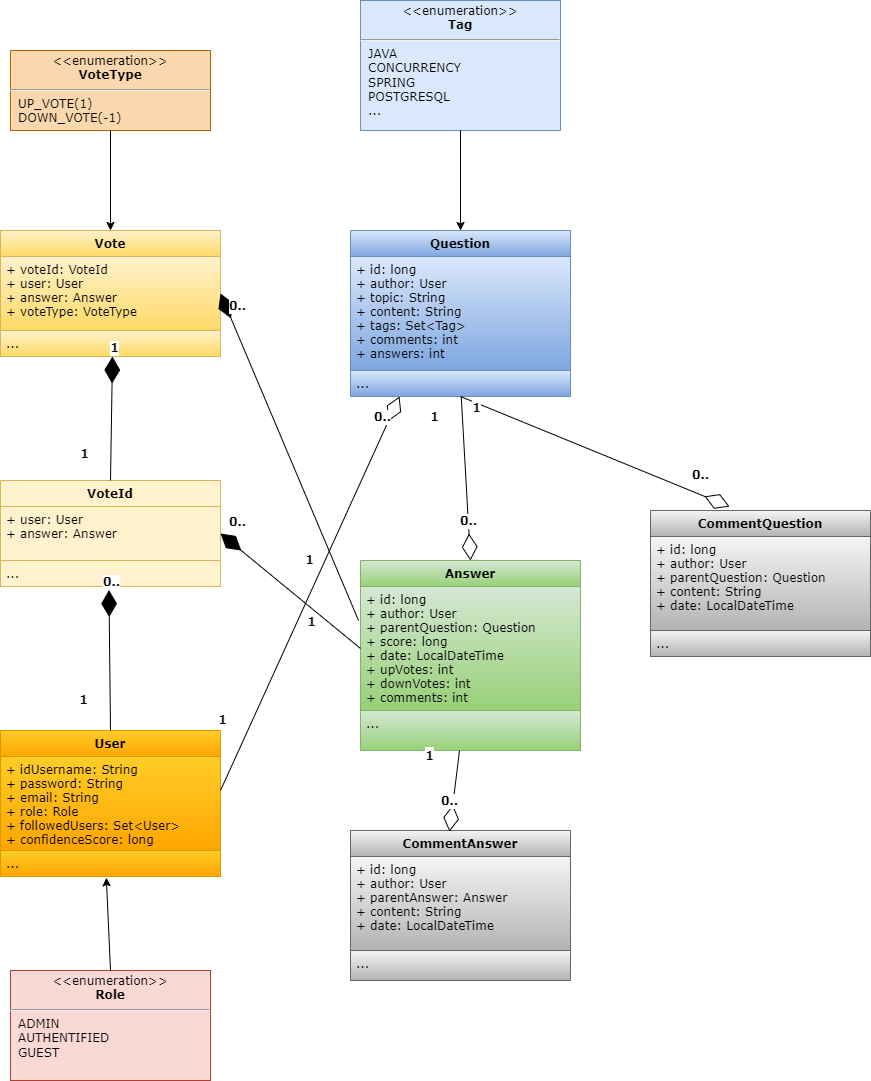 <<enumeration>>
Tag
JAVA
CONCURRENCY
SPRING
POSTGRESQL
...
<<enumeration>>
VoteType
UP_VOTE(1)
DOWN_VOTE(-1)
Vote
+ voteId: VoteId
+ user: User
+ answer: Answer
+ voteType: VoteType
...
0..
1
Question
+ id: long
+ author: User
+ topic: String
+ content: String
+ tags: Set<Tag>
+ comments: int
+ answers: int
...
0..
1
1
1
0..
VoteId
+ user: User
+ answer: Answer
...
0..
0..
0..
CommentQuestion
+ id: long
+ author: User
+ parentQuestion: Question
+ content: String
+ date: LocalDateTime
...
1
1
Answer
+ id: long
+ author: User
+ parentQuestion: Question
+ score: long
+ date: LocalDateTime
+ upVotes: int
+ downVotes: int
+ comments: int
...
1
1
1
0..
User
+ idUsername: String
+ password: String
+ email: String
+ role: Role
+ followedUsers: Set<User>
+ confidenceScore: long
...
CommentAnswer
+ id: long
+ author: User
+ parentAnswer: Answer
+ content: String
+ date: LocalDateTime
...
<<enumeration>>
Role
ADMIN
AUTHENTIFIED
GUEST